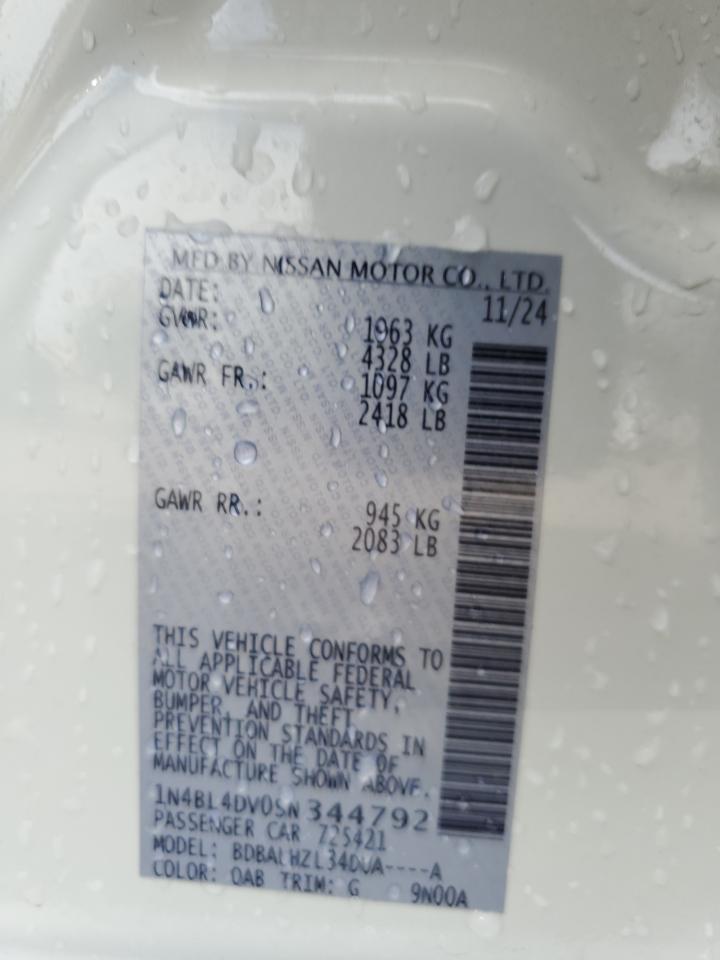 MFD BY NISSAN MOTOR CO., LTD.
DATE: 11/24
GVWR: 1963 KG
4328 LB
GAWR FR.: 1097 KG
2418 LB
GAWR RR.: 945 KG
2083 LB
THIS VEHICLE CONFORMS TO
ALL APPLICABLE FEDERAL
MOTOR VEHICLE SAFETY,
BUMPER, AND THEFT
PREVENTION STANDARDS IN
EFFECT ON THE DATE OF
MANUFACTURE SHOWN ABOVE.
1N4BL4DV0SN344792
PASSENGER CAR 725421
MODEL: BDBALHZL34DUA----A
COLOR: QAB TRIM: G 9N00A